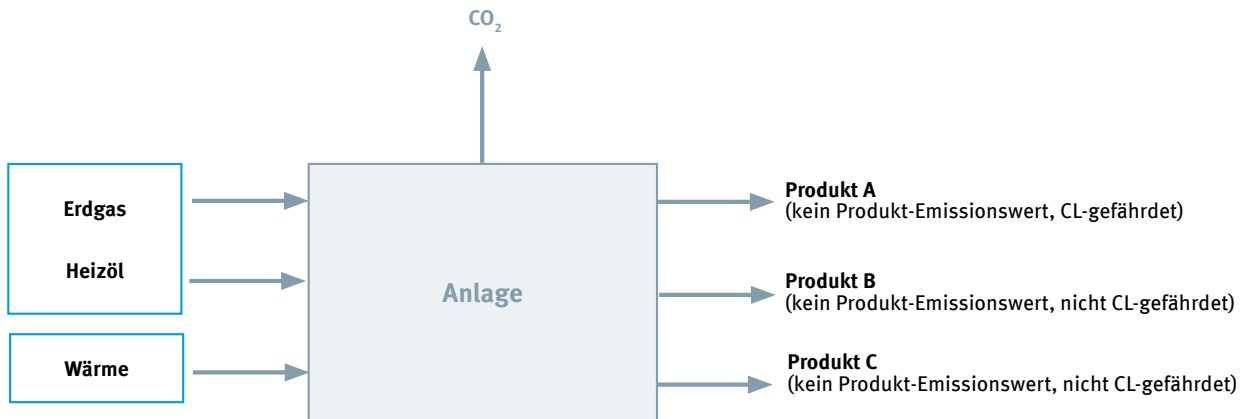 CO₂
Erdgas
Heizöl
Wärme
Anlage
Produkt A
(kein Produkt-Emissionswert, CL-gefährdet)
Produkt B
(kein Produkt-Emissionswert, nicht CL-gefährdet)
Produkt C
(kein Produkt-Emissionswert, nicht CL-gefährdet)